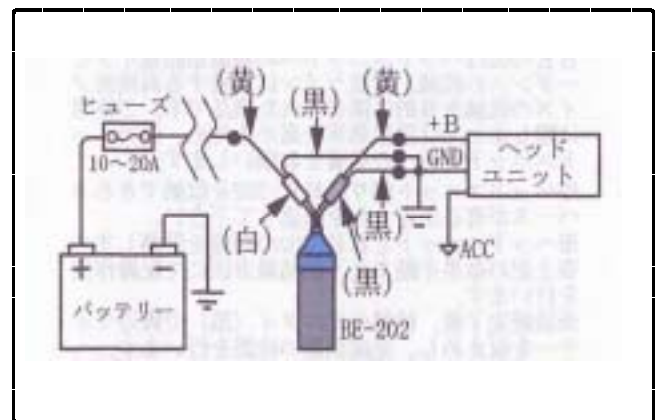 ヒューズ
10〜20A
(黄)
(黒)
(黄)
+B
GND
ヘッド
ユニット
ACC
(白)
(黒)
(黒)
+ −
バッテリー
BE-202